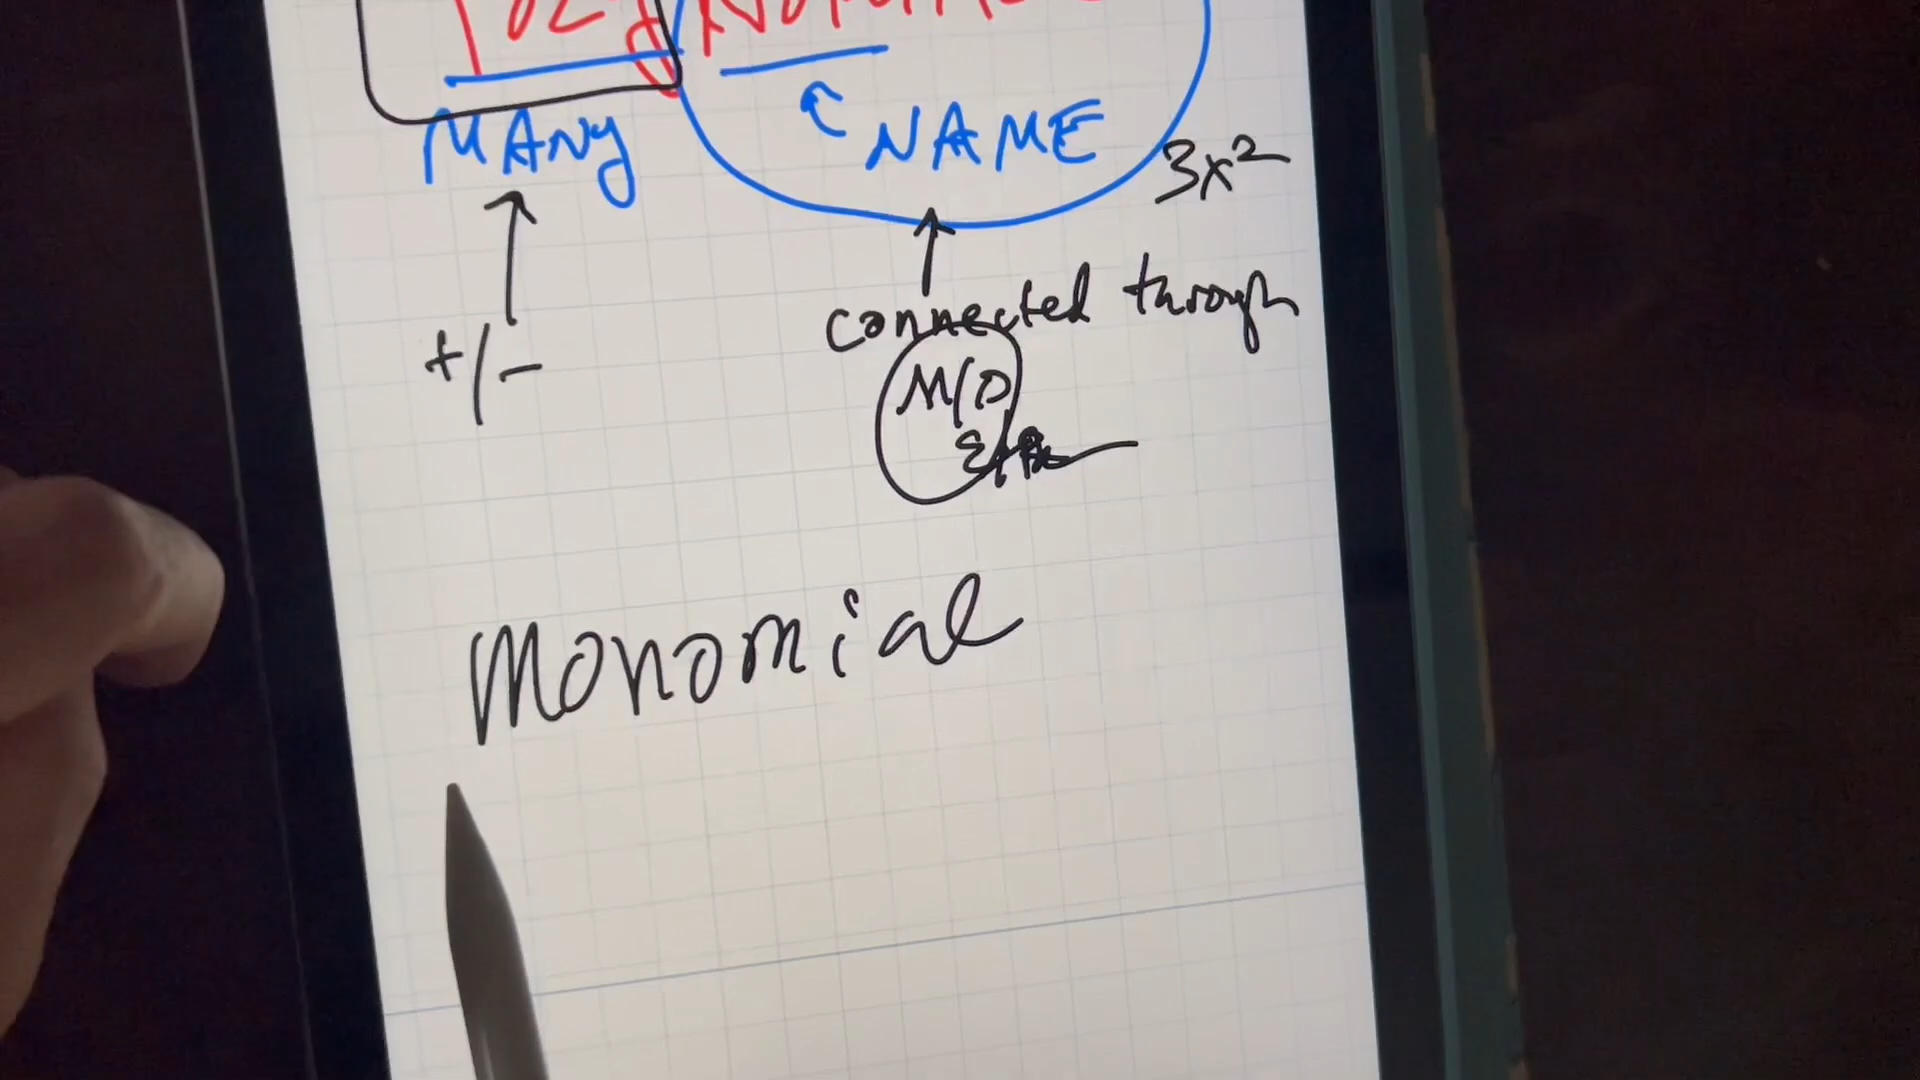 MANY
NAME
3x²
+/-
connected through
M/D
Monomial